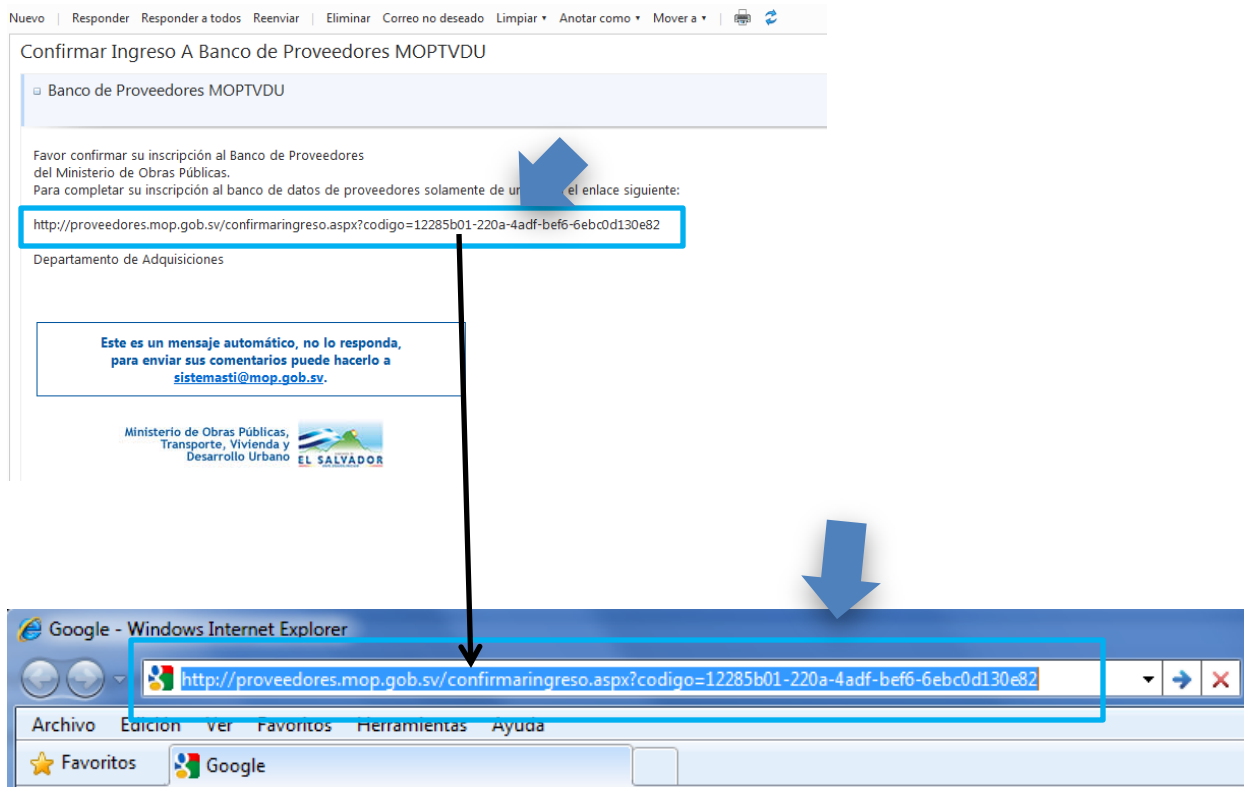 Nuevo | Responder Responder a todos Reenviar | Eliminar Correo no deseado Limpiar Anotar como Mover a |
Confirmar Ingreso A Banco de Proveedores MOPTVDU
Banco de Proveedores MOPTVDU
Favor confirmar su inscripción al Banco de Proveedores
del Ministerio de Obras Públicas.
Para completar su inscripción al banco de datos de proveedores solamente de el enlace siguiente:
http://proveedores.mop.gob.sv/confirmaringreso.aspx?codigo=12285b01-220a-4adf-bef6-6ebc0d130e82
Departamento de Adquisiciones
Este es un mensaje automático, no lo responda,
para enviar sus comentarios puede hacerlo a
sistemasti@mop.gob.sv.
Ministerio de Obras Públicas,
Transporte, Vivienda y
Desarrollo Urbano
EL SALVADOR
Google - Windows Internet Explorer
http://proveedores.mop.gob.sv/confirmaringreso.aspx?codigo=12285b01-220a-4adf-bef6-6ebc0d130e82
Archivo Edición Ver Favoritos Herramientas Ayuda
Favoritos Google